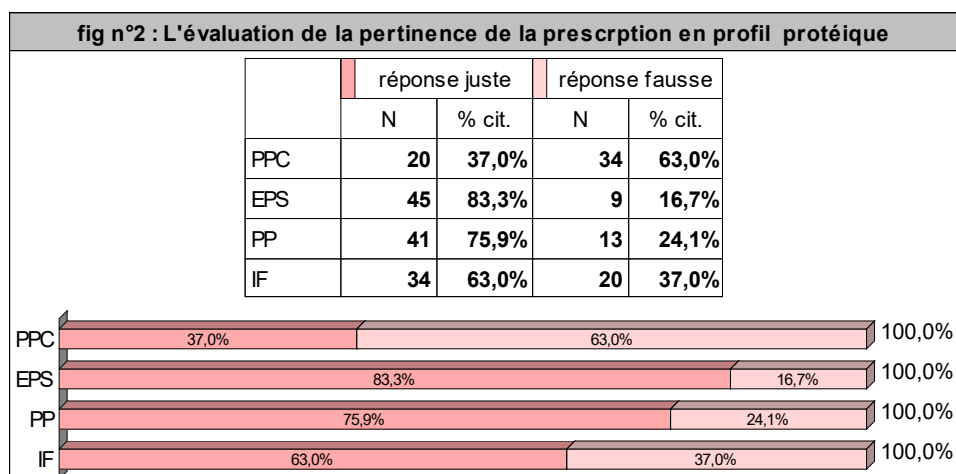 fig n°2 : L'évaluation de la pertinence de la prescrption en profil protéique
réponse juste réponse fausse
N % cit. N % cit.
PPC 20 37,0% 34 63,0%
EPS 45 83,3% 9 16,7%
PP 41 75,9% 13 24,1%
IF 34 63,0% 20 37,0%
PPC 37,0% 63,0% 100,0%
EPS 83,3% 16,7% 100,0%
PP 75,9% 24,1% 100,0%
IF 63,0% 37,0% 100,0%